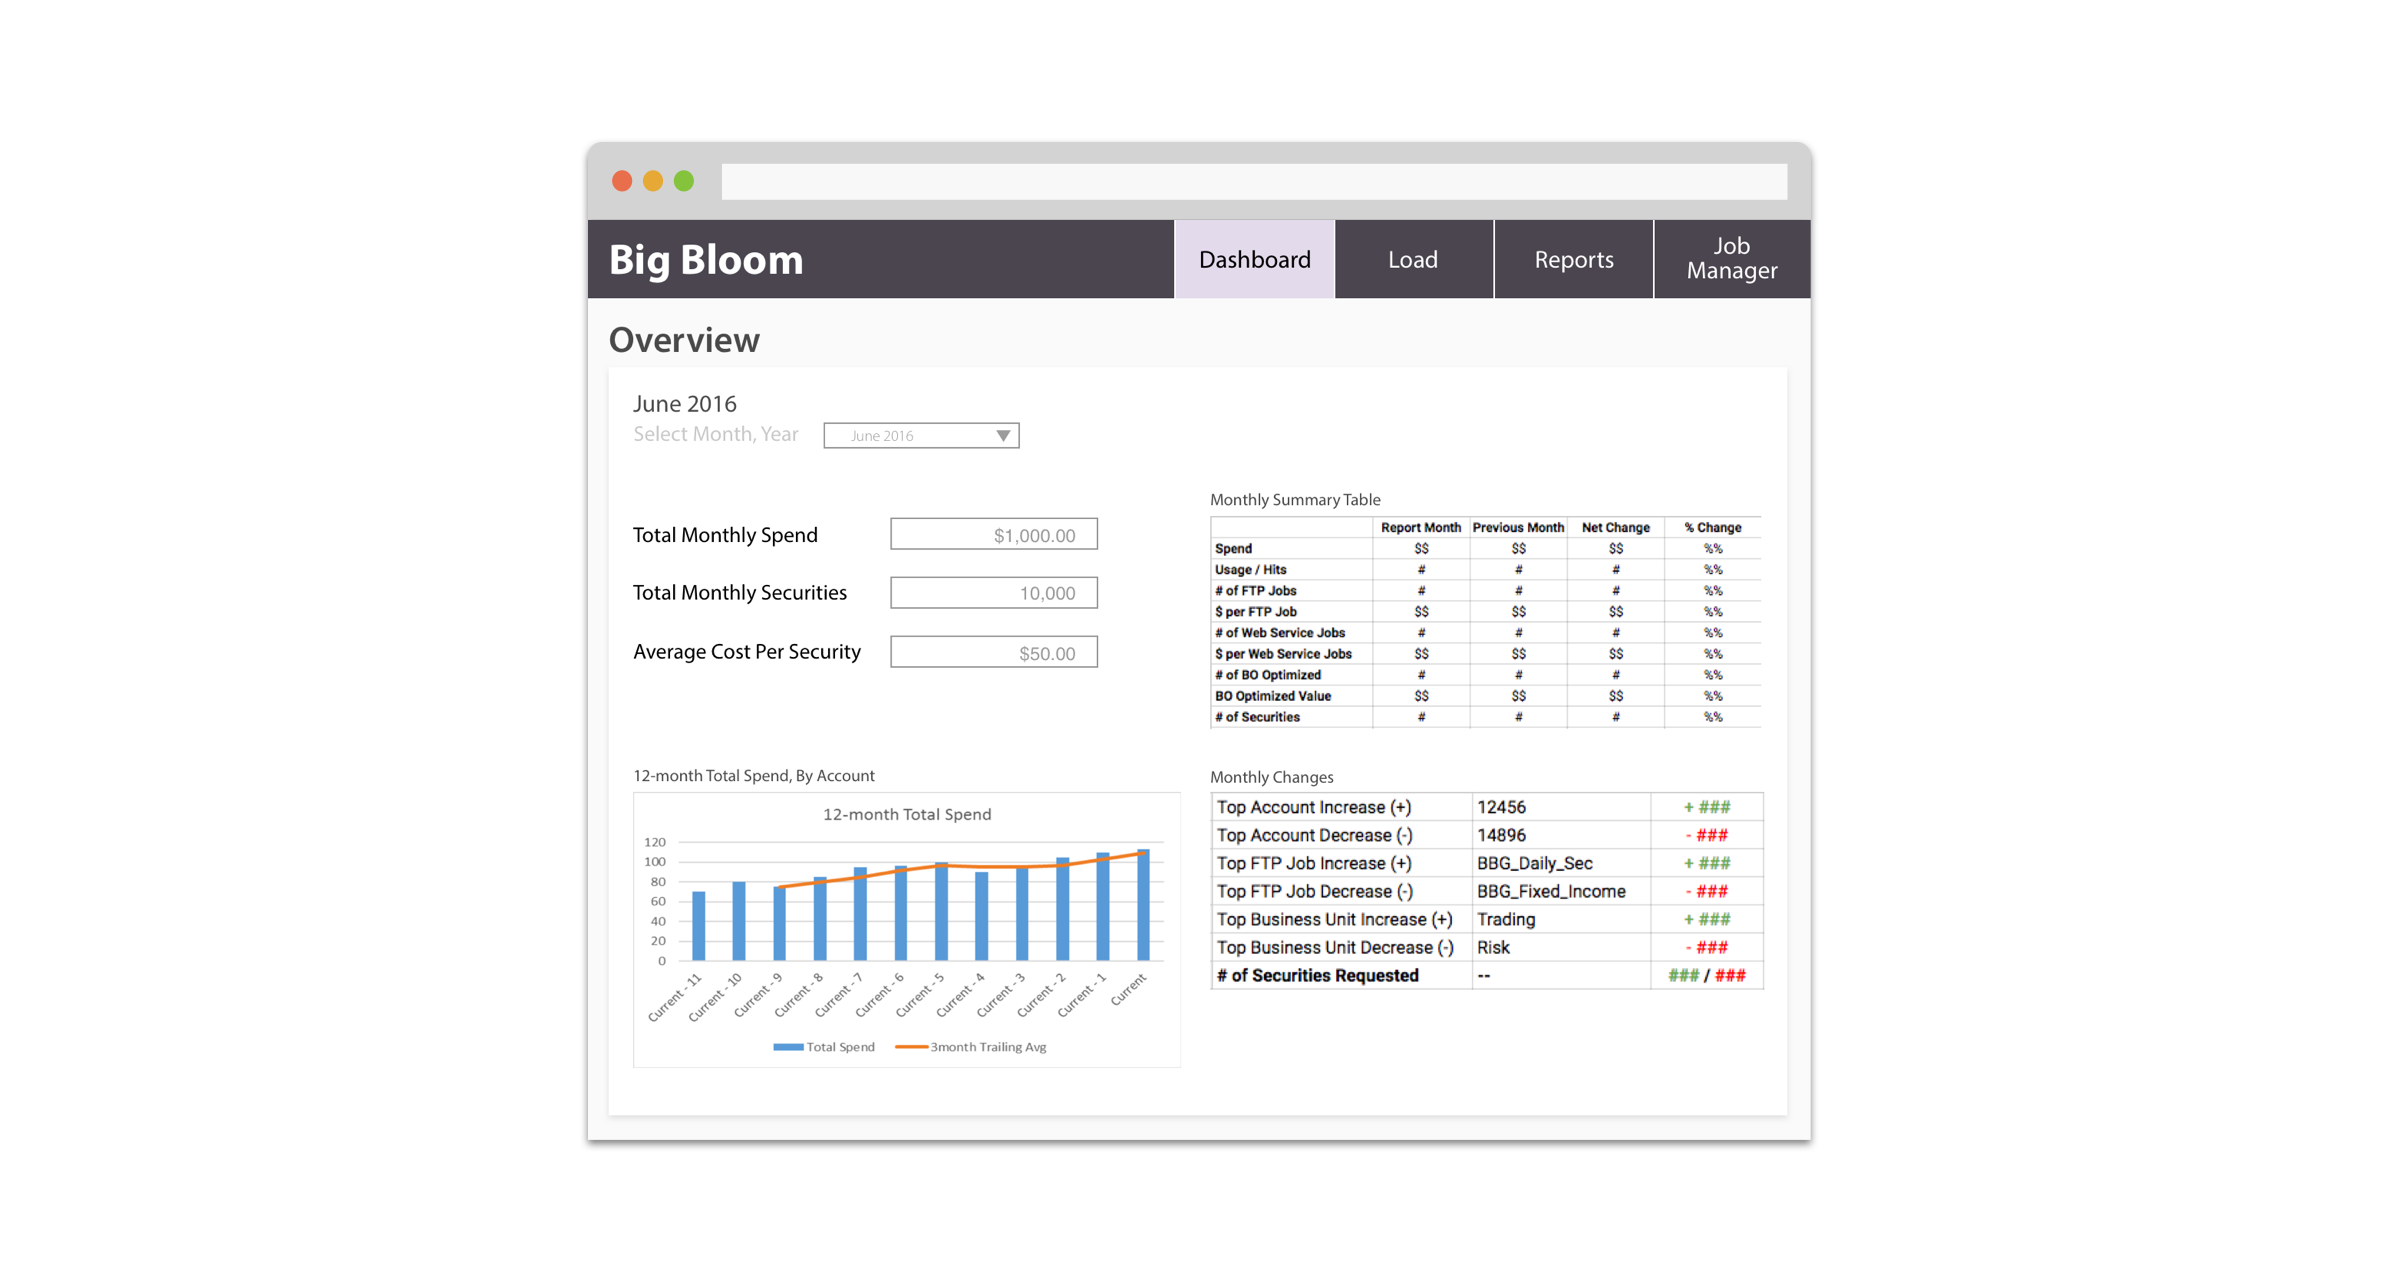 Big Bloom
Dashboard
Load
Reports
Job
Manager
Overview
June 2016
Select Month, Year
June 2016
Total Monthly Spend
$1,000.00
Total Monthly Securities
10,000
Average Cost Per Security
$50.00
Monthly Summary Table
Report Month Previous Month Net Change % Change
Spend $$ $$ $$ %%
Usage / Hits # # # %%
# of FTP Jobs # # # %%
$ per FTP Job $$ $$ $$ %%
# of Web Service Jobs # # # %%
$ per Web Service Jobs $$ $$ $$ %%
# of BO Optimized # # # %%
BO Optimized Value $$ $$ $$ %%
# of Securities # # # %%
12-month Total Spend, By Account
12-month Total Spend
120
100
80
60
40
20
0
Current - 11
Current - 10
Current - 9
Current - 8
Current - 7
Current - 6
Current - 5
Current - 4
Current - 3
Current - 2
Current - 1
Current
Total Spend
3month Trailing Avg
Monthly Changes
Top Account Increase (+) 12456 + ###
Top Account Decrease (-) 14896 - ###
Top FTP Job Increase (+) BBG_Daily_Sec + ###
Top FTP Job Decrease (-) BBG_Fixed_Income - ###
Top Business Unit Increase (+) Trading + ###
Top Business Unit Decrease (-) Risk - ###
# of Securities Requested -- ### / ###